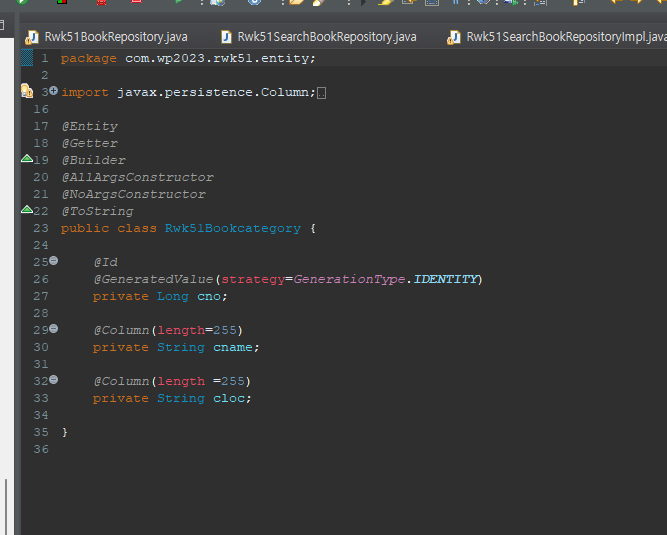 Rwk51BookRepository.java Rwk51SearchBookRepository.java Rwk51SearchBookRepositoryImpl.java
1 package com.wp2023.rwk51.entity;
2
3 import javax.persistence.Column;
16
17 @Entity
18 @Getter
19 @Builder
20 @AllArgsConstructor
21 @NoArgsConstructor
22 @ToString
23 public class Rwk51Bookcategory {
24
25 @Id
26 @GeneratedValue(strategy=GenerationType.IDENTITY)
27 private Long cno;
28
29 @Column(length=255)
30 private String cname;
31
32 @Column(length =255)
33 private String cloc;
34
35 }
36